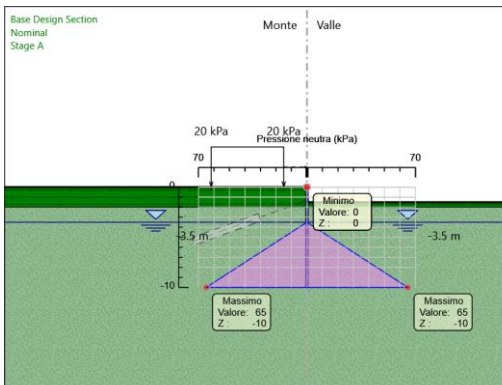 Base Design Section
Nominal
Stage A
Monte Valle
20 kPa 20 kPa
Pressione neutra (kPa)
70 70
0
Minimo
Valore: 0
Z : 0
-3.5 m -3.5 m
-10
Massimo
Valore: 65
Z : -10
Massimo
Valore: 65
Z : -10